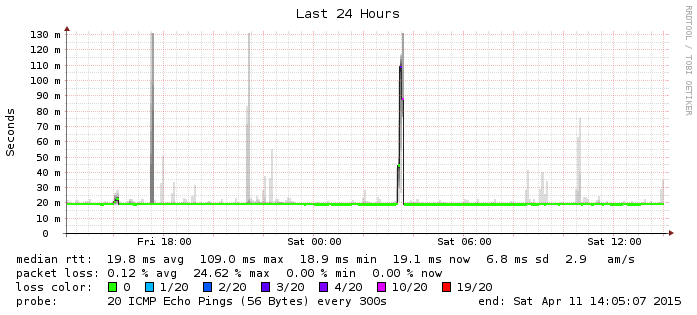 Last 24 Hours
RRDTOOL / TOBI OETIKER
Seconds
130 m
120 m
110 m
100 m
90 m
80 m
70 m
60 m
50 m
40 m
30 m
20 m
10 m
0
Fri 18:00 Sat 00:00 Sat 06:00 Sat 12:00
median rtt: 19.8 ms avg 109.0 ms max 18.9 ms min 19.1 ms now 6.8 ms sd 2.9 am/s
packet loss: 0.12 % avg 24.62 % max 0.00 % min 0.00 % now
loss color: 0 1/20 2/20 3/20 4/20 10/20 19/20
probe: 20 ICMP Echo Pings (56 Bytes) every 300s end: Sat Apr 11 14:05:07 2015